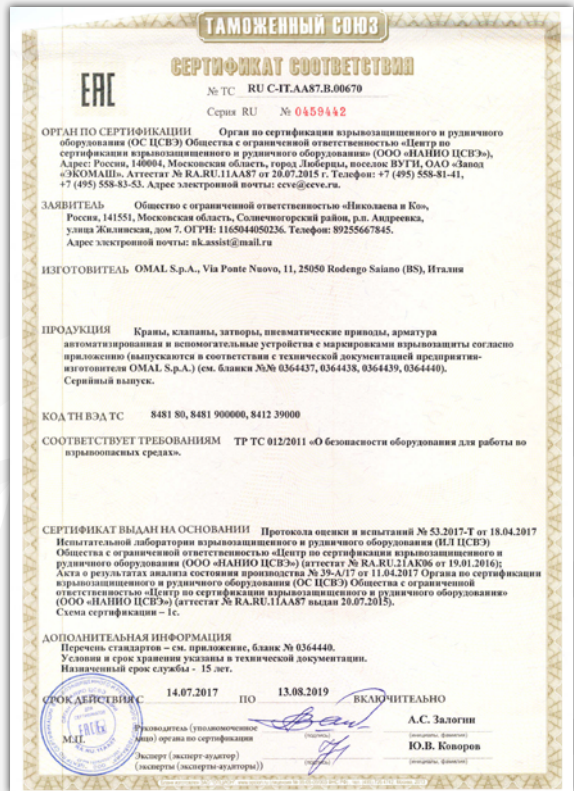 ТАМОЖЕННЫЙ СОЮЗ
СЕРТИФИКАТ СООТВЕТСТВИЯ
ЕАС
№ ТС RU C-IT.AA87.B.00670
Серия RU № 0459442
ОРГАН ПО СЕРТИФИКАЦИИ Орган по сертификации взрывозащищенного и рудничного
оборудования (ОС ЦСВЭ) Общества с ограниченной ответственностью «Центр по
сертификации взрывозащищенного и рудничного оборудования» (ООО «НАНИО ЦСВЭ»),
Адрес: Россия, 140004, Московская область, город Люберцы, поселок ВУГИ, ОАО «Завод
«ЭКОМАШ». Аттестат № RA.RU.11AA87 от 20.07.2015 г. Телефон: +7 (495) 558-81-41,
+7 (495) 558-83-53. Адрес электронной почты: ccve@ccve.ru.
ЗАЯВИТЕЛЬ Общество с ограниченной ответственностью «Николаева и Ко»,
Россия, 141551, Московская область, Солнечногорский район, р.п. Андреевка,
улица Жилинская, дом 7. ОГРН: 1165044050236. Телефон: 89255667845.
Адрес электронной почты: nk.assist@mail.ru
ИЗГОТОВИТЕЛЬ OMAL S.p.A., Via Ponte Nuovo, 11, 25050 Rodengo Saiano (BS), Италия
ПРОДУКЦИЯ Краны, клапаны, затворы, пневматические приводы, арматура
автоматизированная и вспомогательные устройства с маркировками взрывозащиты согласно
приложению (выпускаются в соответствии с технической документацией предприятия-
изготовителя OMAL S.p.A.) (см. бланки №№ 0364437, 0364438, 0364439, 0364440).
Серийный выпуск.
КОД ТН ВЭД ТС 8481 80, 8481 900000, 8412 39000
СООТВЕТСТВУЕТ ТРЕБОВАНИЯМ ТР ТС 012/2011 «О безопасности оборудования для работы во
взрывоопасных средах».
СЕРТИФИКАТ ВЫДАН НА ОСНОВАНИИ Протокола оценки и испытаний № 53.2017-Т от 18.04.2017
Испытательной лаборатории взрывозащищенного и рудничного оборудования (ИЛ ЦСВЭ)
Общества с ограниченной ответственностью «Центр по сертификации взрывозащищенного и
рудничного оборудования» (ООО «НАНИО ЦСВЭ») (аттестат № RA.RU.21AK06 от 19.01.2016);
Акта о результатах анализа состояния производства № 39-А/17 от 11.04.2017 Органа по сертификации
взрывозащищенного и рудничного оборудования (ОС ЦСВЭ) Общества с ограниченной
ответственностью «Центр по сертификации взрывозащищенного и рудничного оборудования»
(ООО «НАНИО ЦСВЭ») (аттестат № RA.RU.11AA87 выдан 20.07.2015).
Схема сертификации – 1с.
ДОПОЛНИТЕЛЬНАЯ ИНФОРМАЦИЯ
Перечень стандартов – см. приложение, бланк № 0364440.
Условия и срок хранения указаны в технической документации.
Назначенный срок службы - 15 лет.
СРОК ДЕЙСТВИЯ С 14.07.2017 ПО 13.08.2019 ВКЛЮЧИТЕЛЬНО
М.П.
Руководитель (уполномоченное
лицо) органа по сертификации
А.С. Залогин
(инициалы, фамилия)
Эксперт (эксперт-аудитор)
(эксперты (эксперты-аудиторы))
Ю.В. Коворов
(инициалы, фамилия)